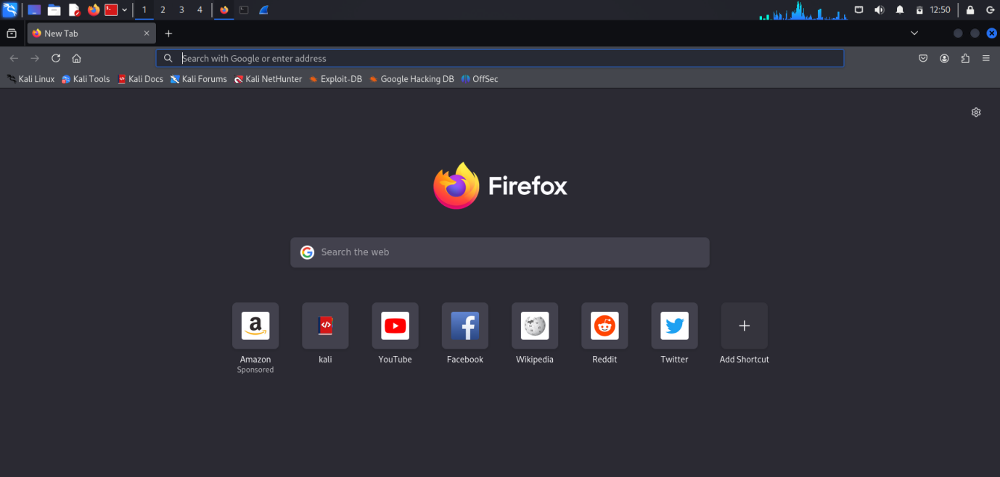 1 2 3 4 12:50
New Tab
Search with Google or enter address
Kali Linux Kali Tools Kali Docs Kali Forums Kali NetHunter Exploit-DB Google Hacking DB OffSec
Firefox
Search the web
Amazon kali YouTube Facebook Wikipedia Reddit Twitter Add Shortcut
Sponsored